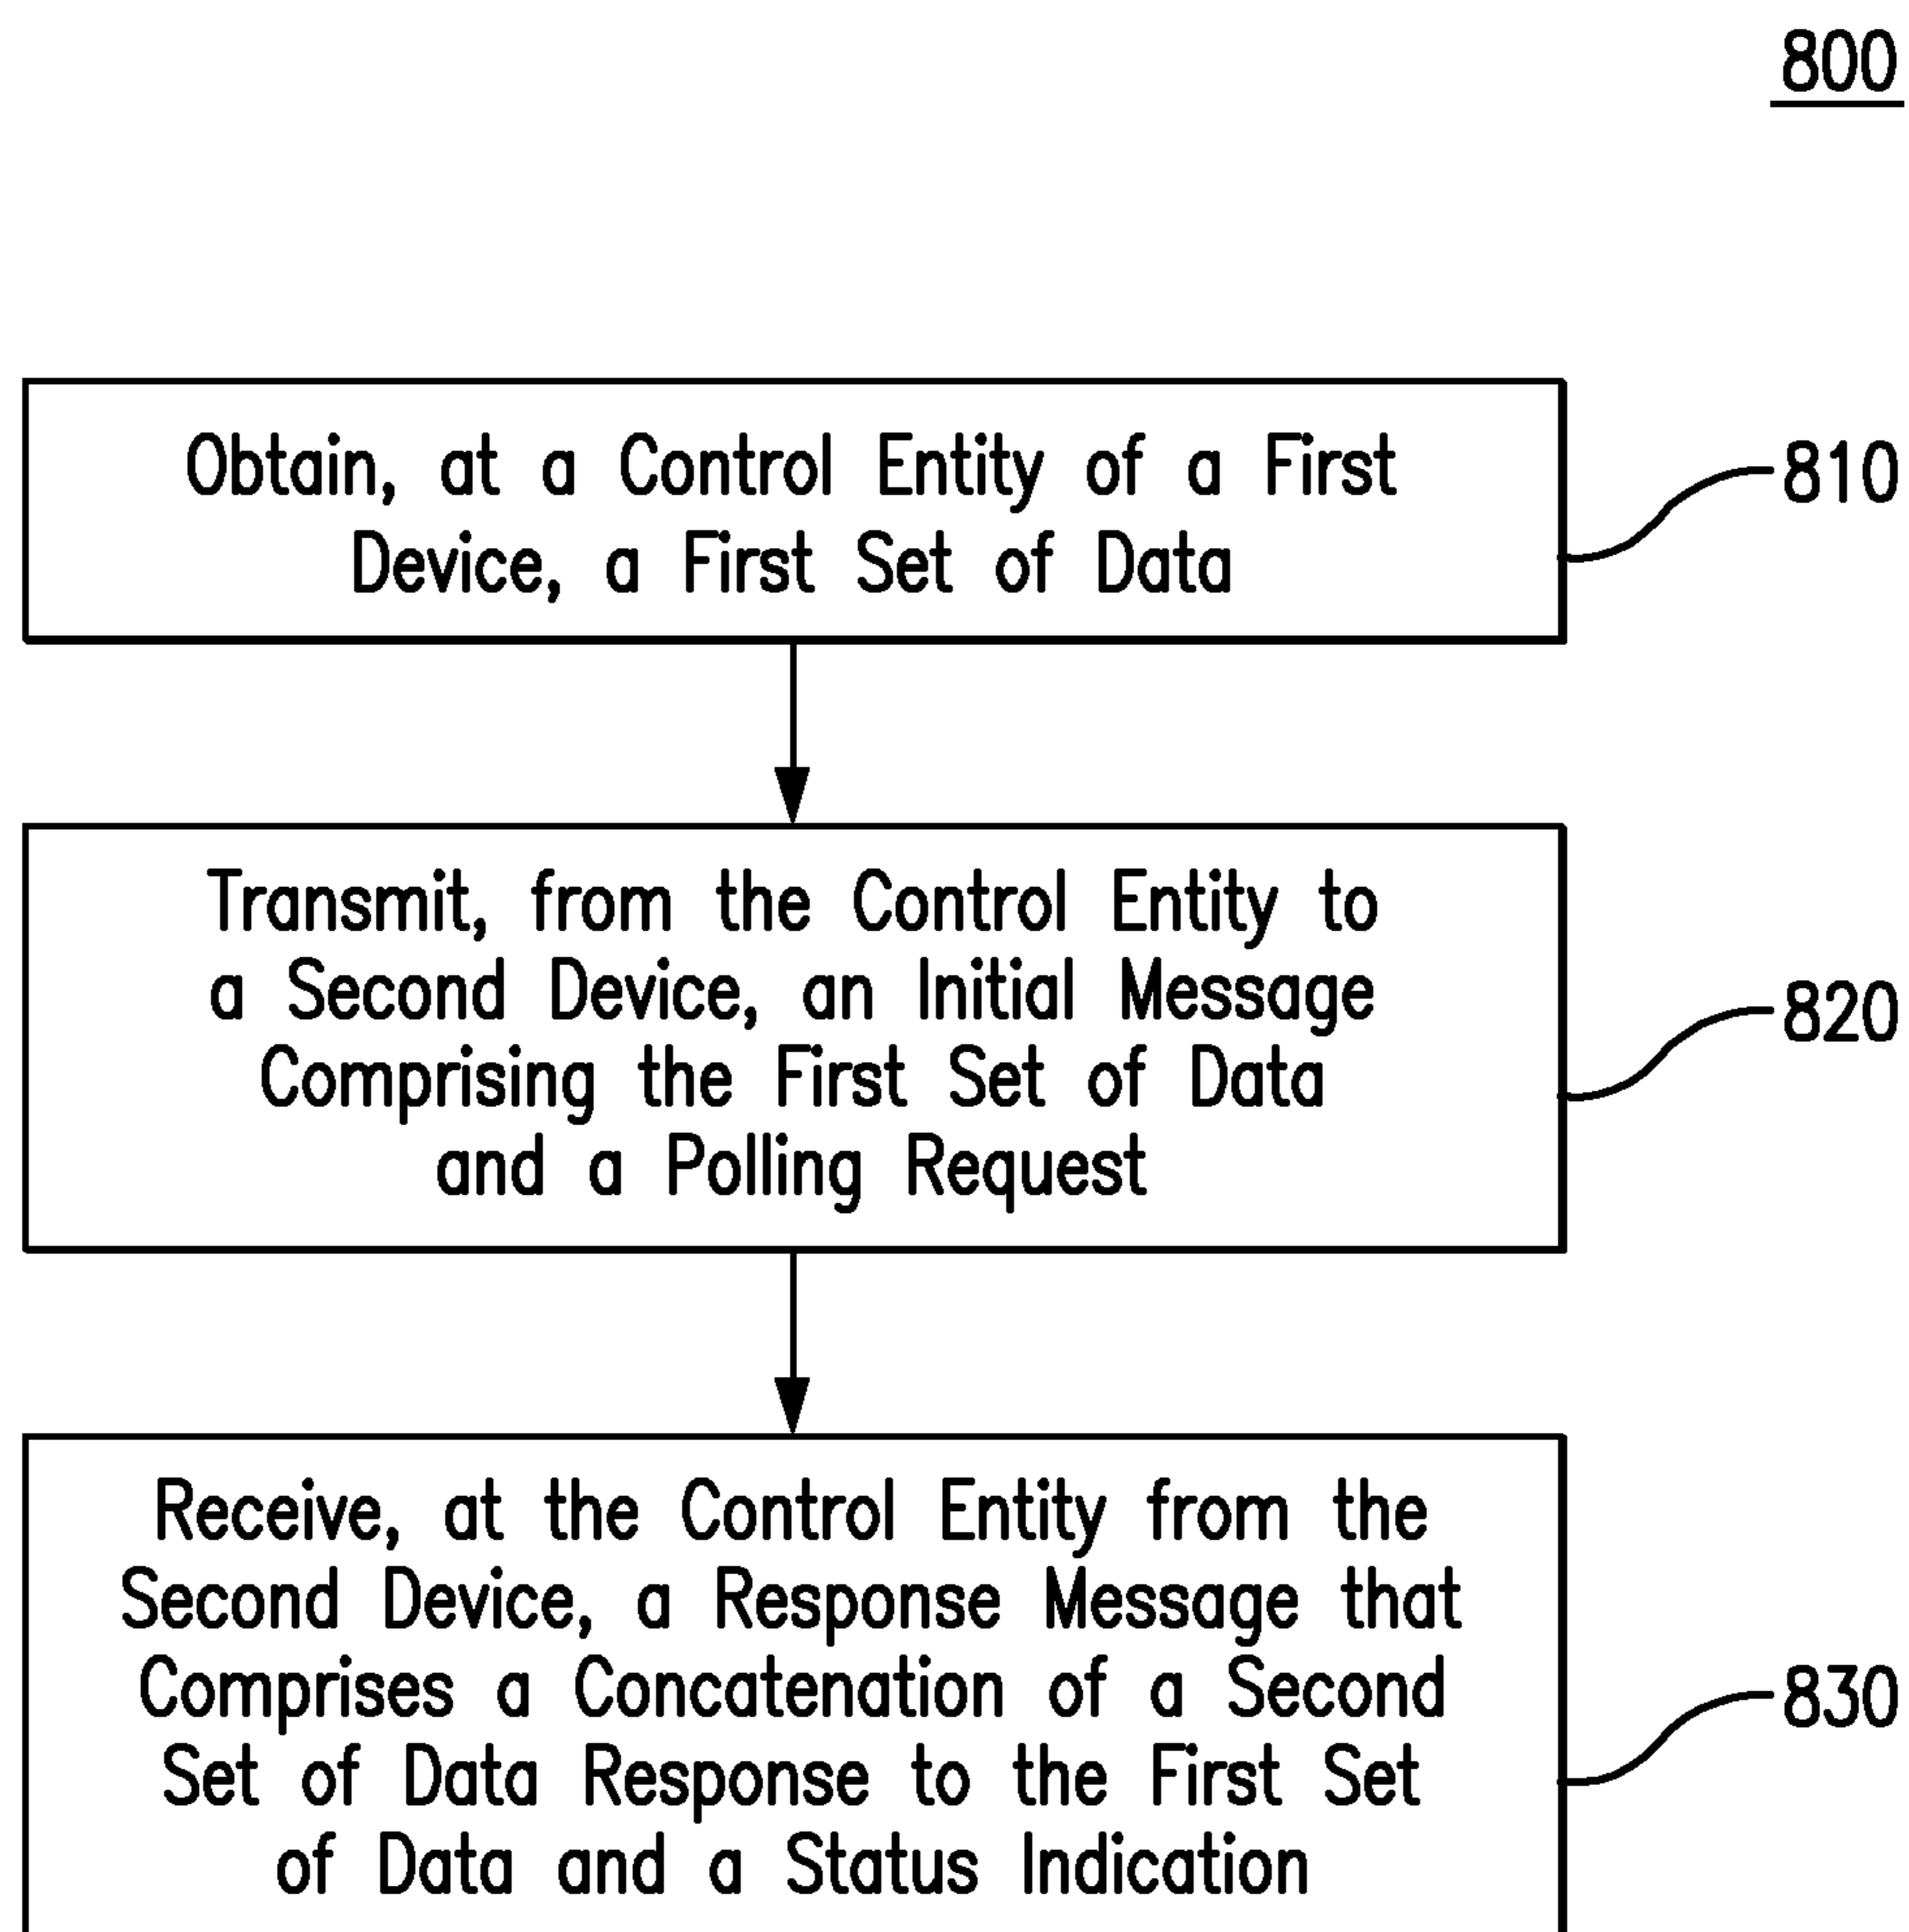 800
Obtain, at a Control Entity of a First
Device, a First Set of Data
810
Transmit, from the Control Entity to
a Second Device, an Initial Message
Comprising the First Set of Data
and a Polling Request
820
Receive, at the Control Entity from the
Second Device, a Response Message that
Comprises a Concatenation of a Second
Set of Data Response to the First Set
of Data and a Status Indication
830